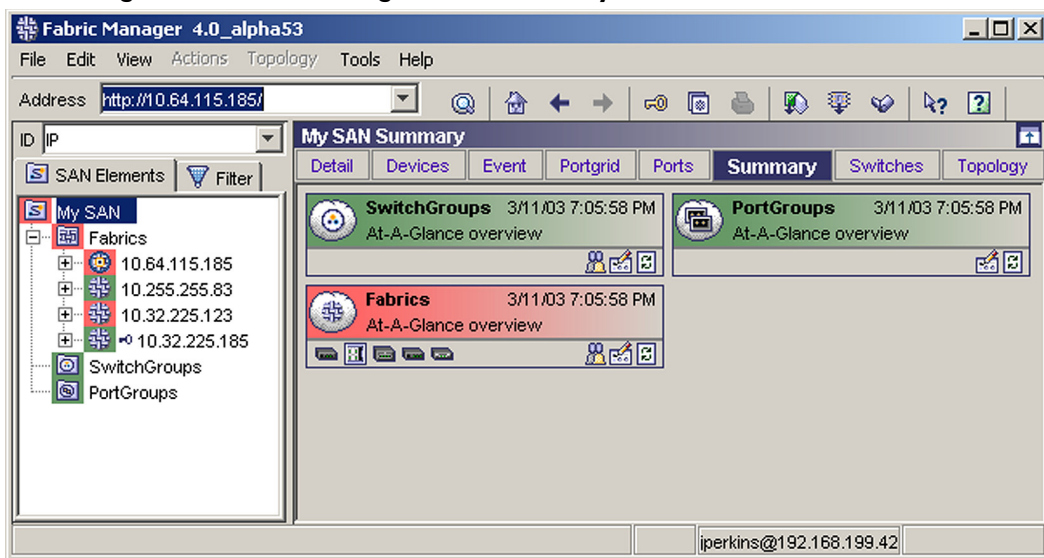 Fabric Manager 4.0_alpha53
File Edit View Actions Topology Tools Help
Address http://10.64.115.185/
ID IP
My SAN Summary
SAN Elements Filter
Detail Devices Event Portgrid Ports Summary Switches Topology
My SAN
Fabrics
10.64.115.185
10.255.255.83
10.32.225.123
10.32.225.185
SwitchGroups
PortGroups
SwitchGroups 3/11/03 7:05:58 PM
At-A-Glance overview
PortGroups 3/11/03 7:05:58 PM
At-A-Glance overview
Fabrics 3/11/03 7:05:58 PM
At-A-Glance overview
jperkins@192.168.199.42